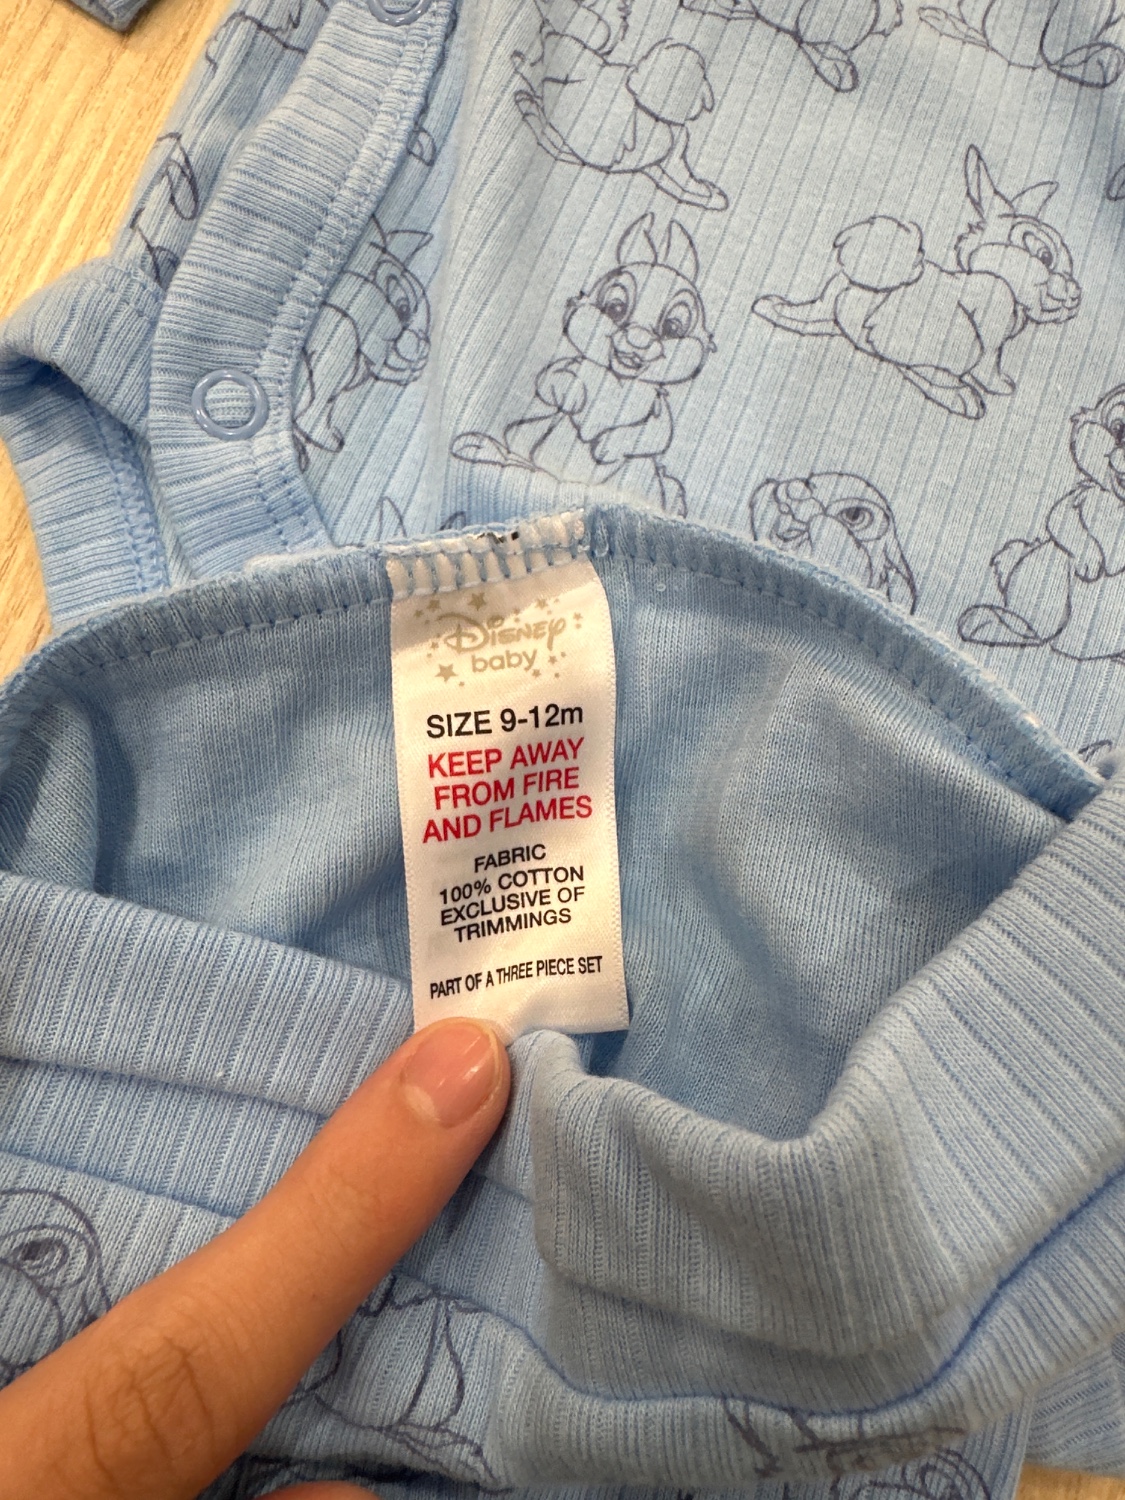 Disney
baby
SIZE 9-12m
KEEP AWAY
FROM FIRE
AND FLAMES
FABRIC
100% COTTON
EXCLUSIVE OF
TRIMMINGS
PART OF A THREE PIECE SET